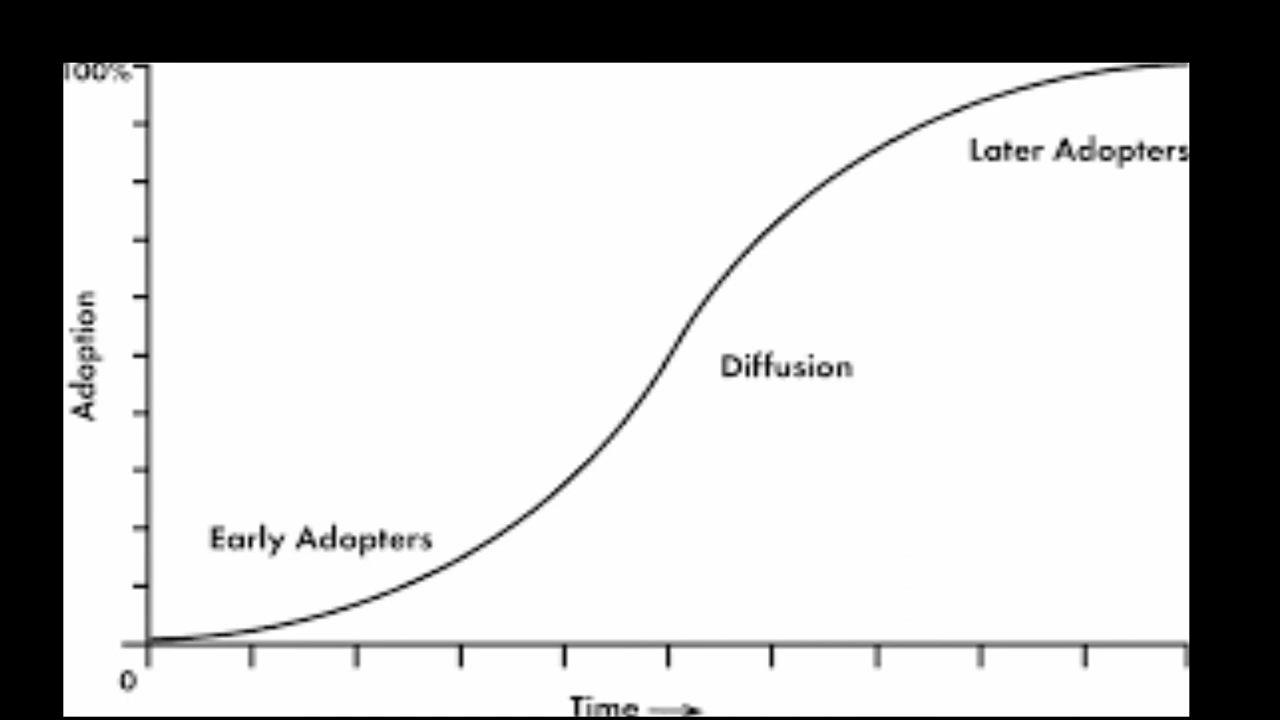 100%
Later Adopters
Adoption
Diffusion
Early Adopters
0
Time